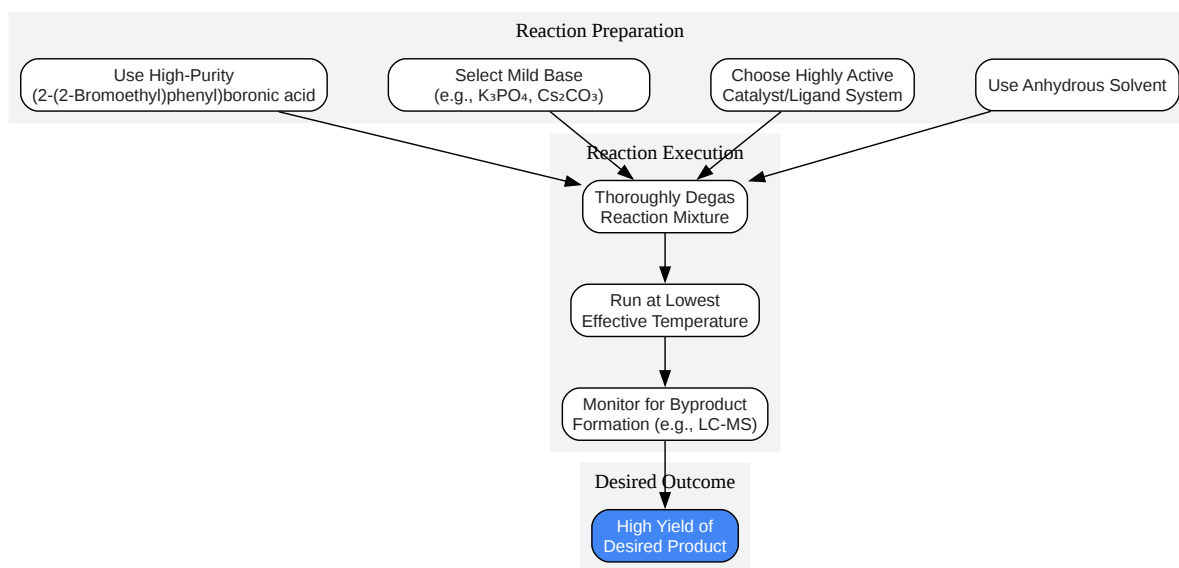 Reaction Preparation
Use High-Purity
(2-(2-Bromoethyl)phenyl)boronic acid
Select Mild Base
(e.g., K₃PO₄, Cs₂CO₃)
Choose Highly Active
Catalyst/Ligand System
Use Anhydrous Solvent
Reaction Execution
Thoroughly Degas
Reaction Mixture
Run at Lowest
Effective Temperature
Monitor for Byproduct
Formation (e.g., LC-MS)
Desired Outcome
High Yield of
Desired Product